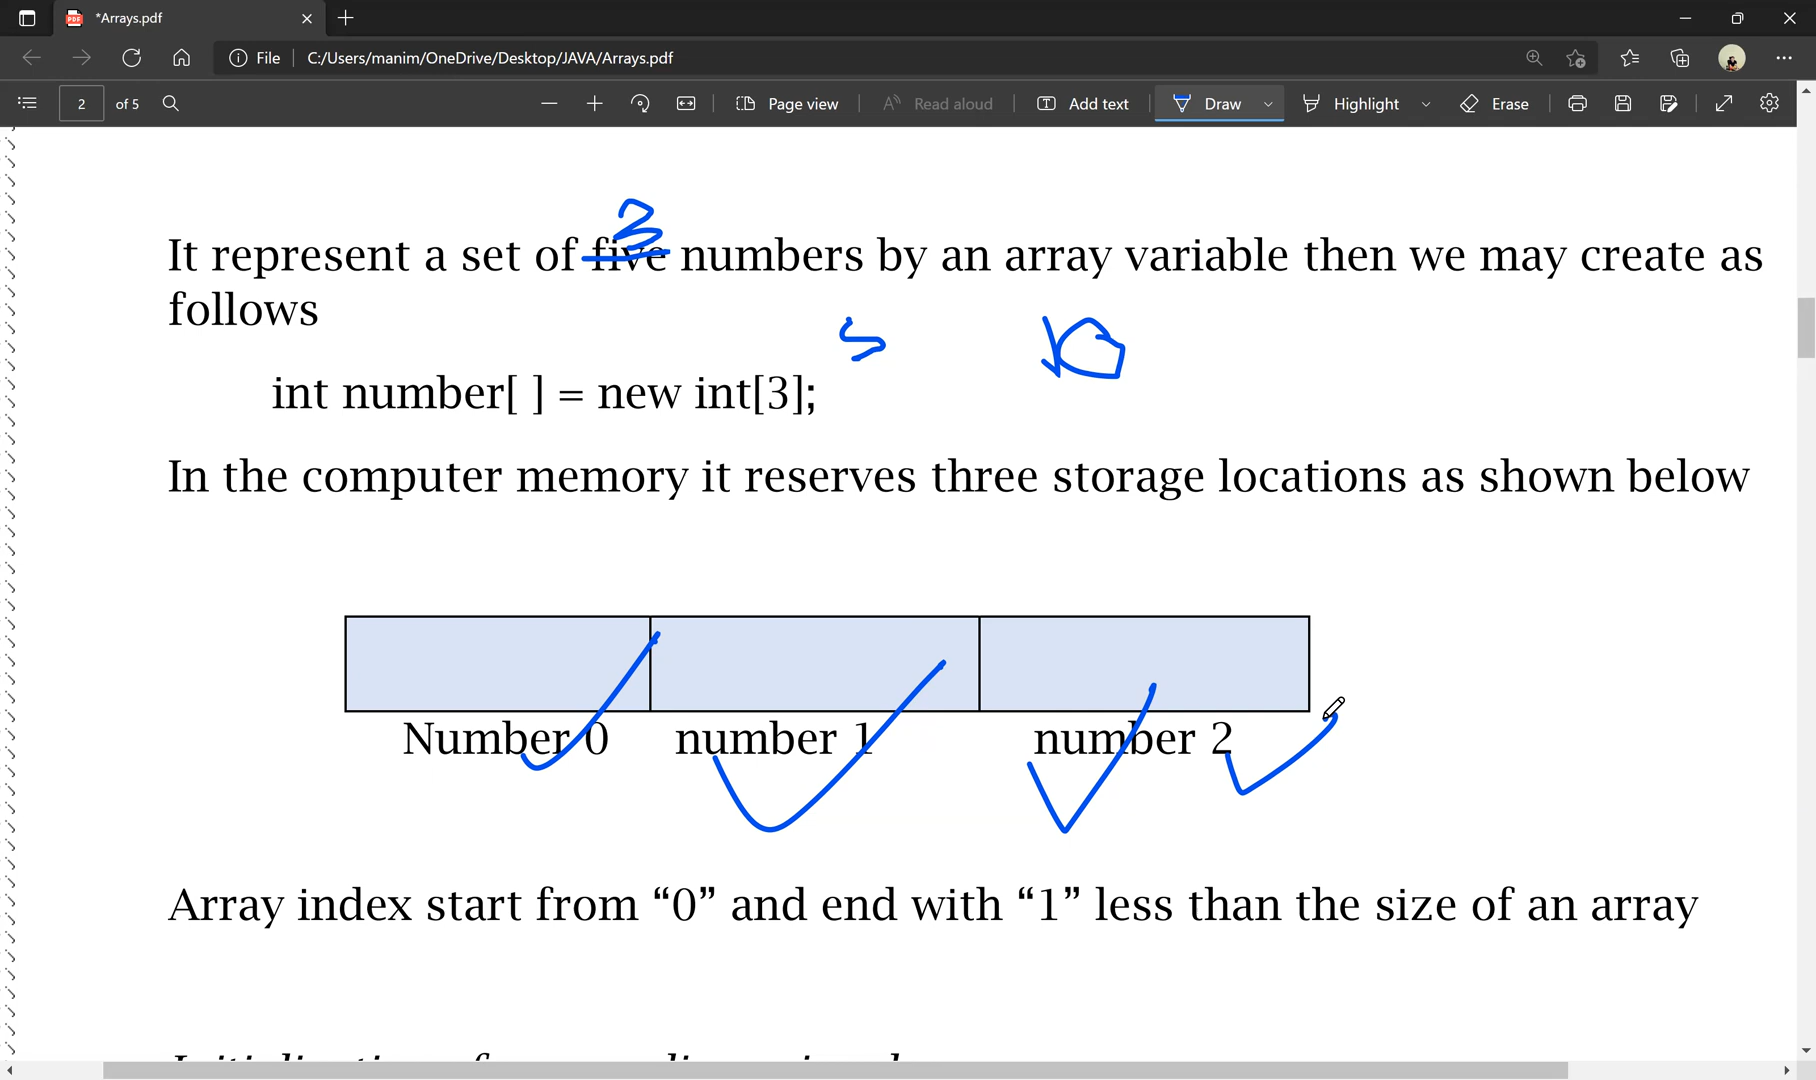 *Arrays.pdf
File C:/Users/manim/OneDrive/Desktop/JAVA/Arrays.pdf
2 of 5 Page view Read aloud Add text Draw Highlight Erase
3
It represent a set of five numbers by an array variable then we may create as
follows
5 10
int number[ ] = new int[3];
In the computer memory it reserves three storage locations as shown below
Number 0 number 1 number 2
Array index start from “0” and end with “1” less than the size of an array